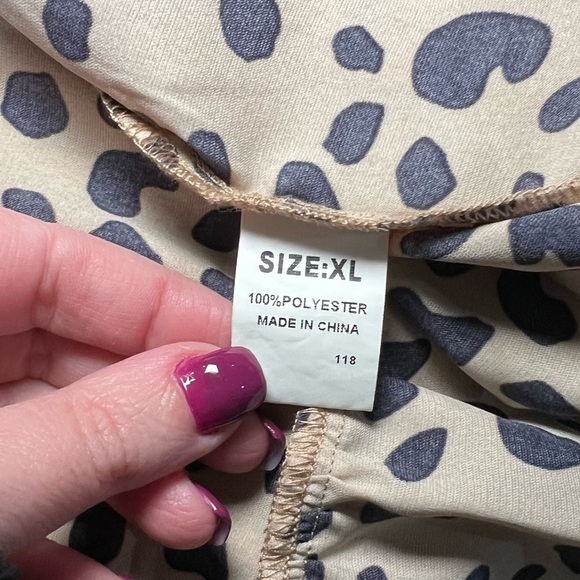 SIZE:XL
100%POLYESTER
MADE IN CHINA
118